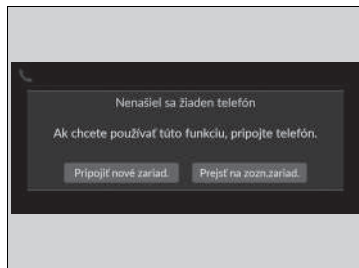 Nenašiel sa žiaden telefón
Ak chcete používať túto funkciu, pripojte telefón.
Pripojiť nové zariad.
Prejsť na zozn.zariad.